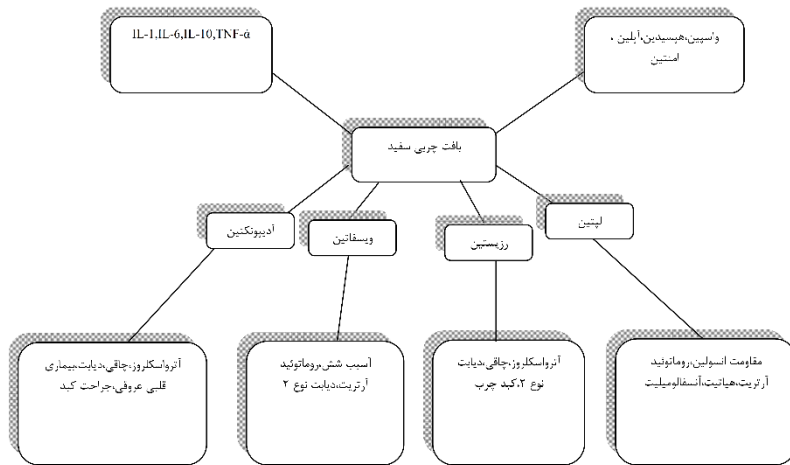 IL-1,IL-6,IL-10,TNF-ά
واسپین،هپسیدین،آپلین ،
امنتین
بافت چربی سفید
لپتین
رزیستین
ویسفاتین
آدیپونکتین
مقاومت انسولین،روماتوئید
آرتریت،هپاتیت،آنسفالومیلیت
آترواسکلروز،چاقی،دیابت
نوع ۲،کبد چرب
آسیب شش،روماتوئید
آرتریت،دیابت نوع ۲
آترواسکلروز،چاقی،دیابت،بیماری
قلبی عروقی،جراحت کبد